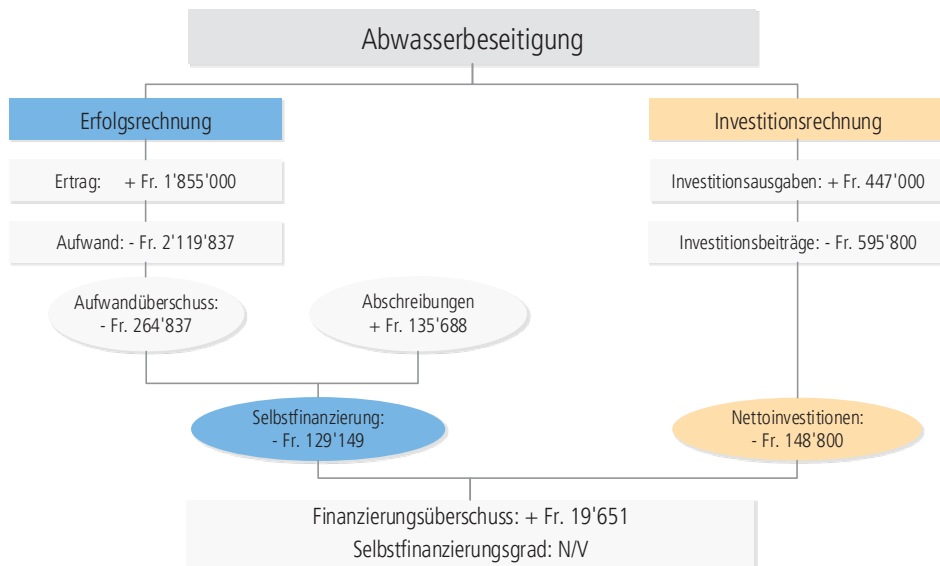 Abwasserbeseitigung
Erfolgsrechnung
Ertrag: + Fr. 1'855'000
Aufwand: - Fr. 2'119'837
Aufwandüberschuss:
- Fr. 264'837
Abschreibungen
+ Fr. 135'688
Selbstfinanzierung:
- Fr. 129'149
Investitionsrechnung
Investitionsausgaben: + Fr. 447'000
Investitionsbeiträge: - Fr. 595'800
Nettoinvestitionen:
- Fr. 148'800
Finanzierungsüberschuss: + Fr. 19'651
Selbstfinanzierungsgrad: N/V